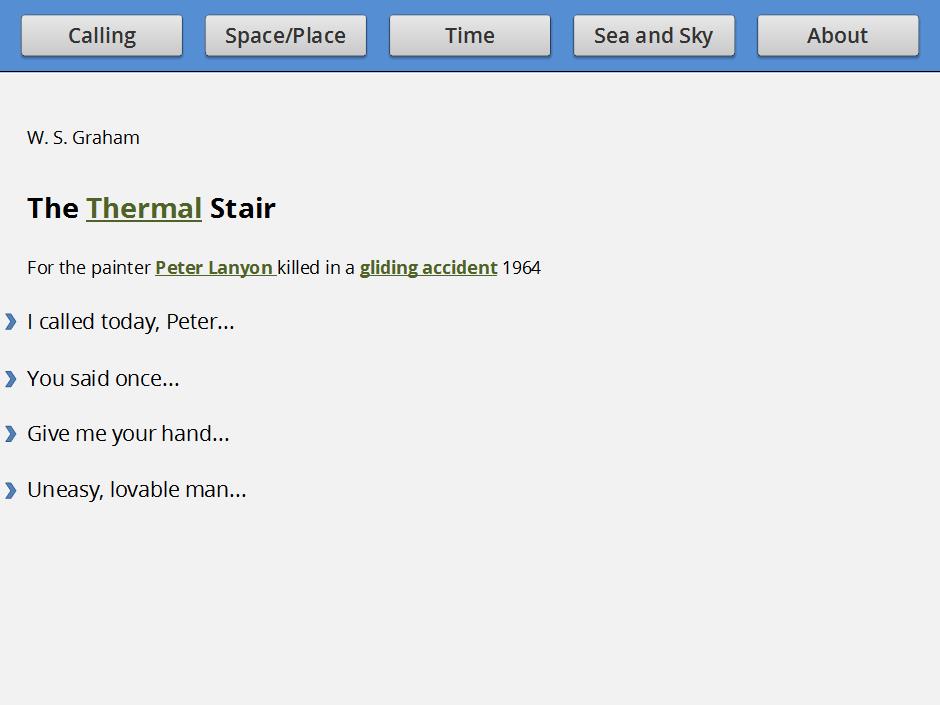 Calling Space/Place Time Sea and Sky About
W. S. Graham
The Thermal Stair
For the painter Peter Lanyon killed in a gliding accident 1964
I called today, Peter...
You said once...
Give me your hand...
Uneasy, lovable man...